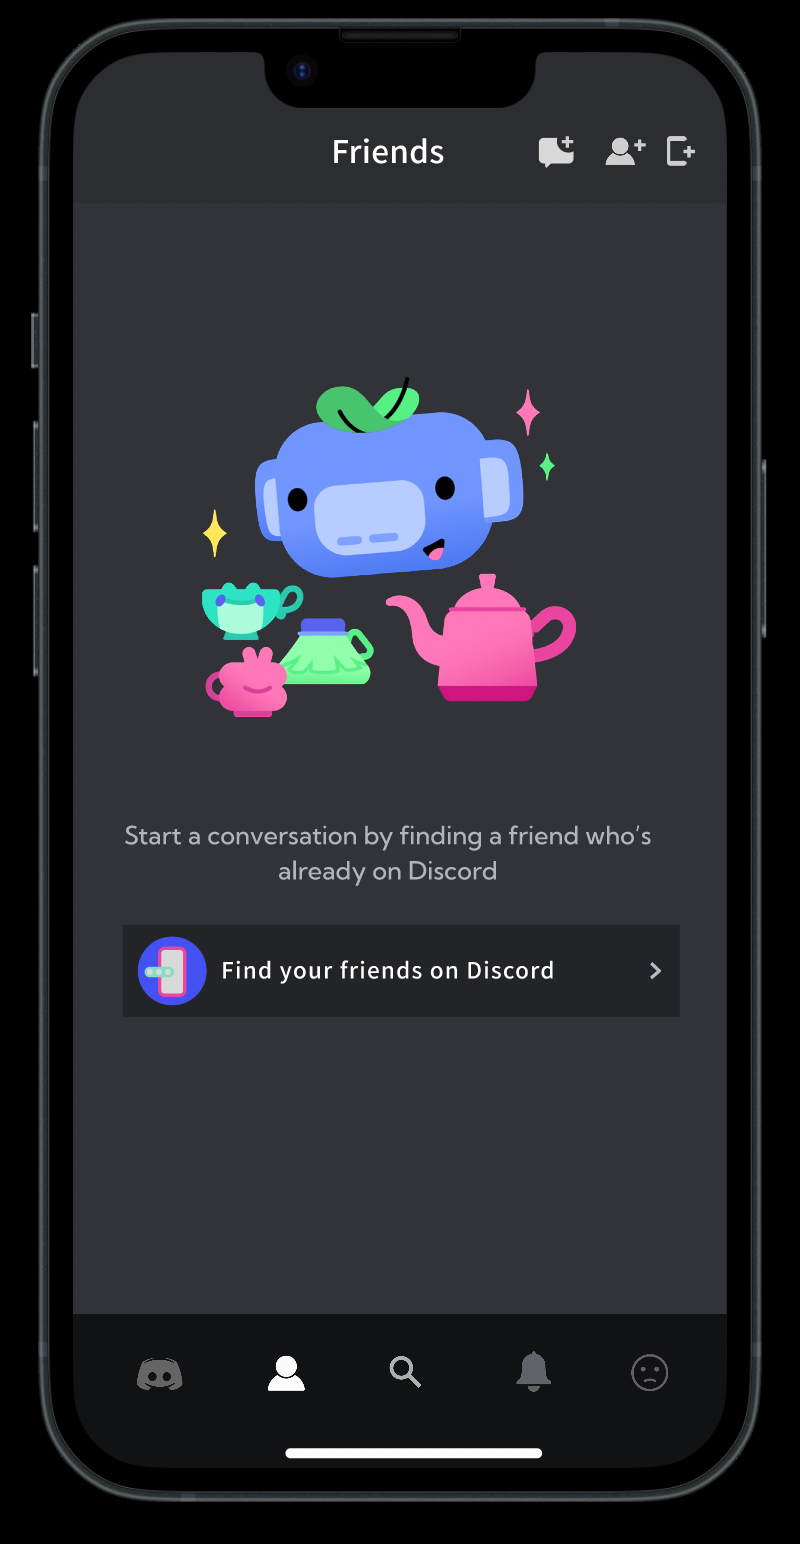 Friends
Start a conversation by finding a friend who’s
already on Discord
Find your friends on Discord